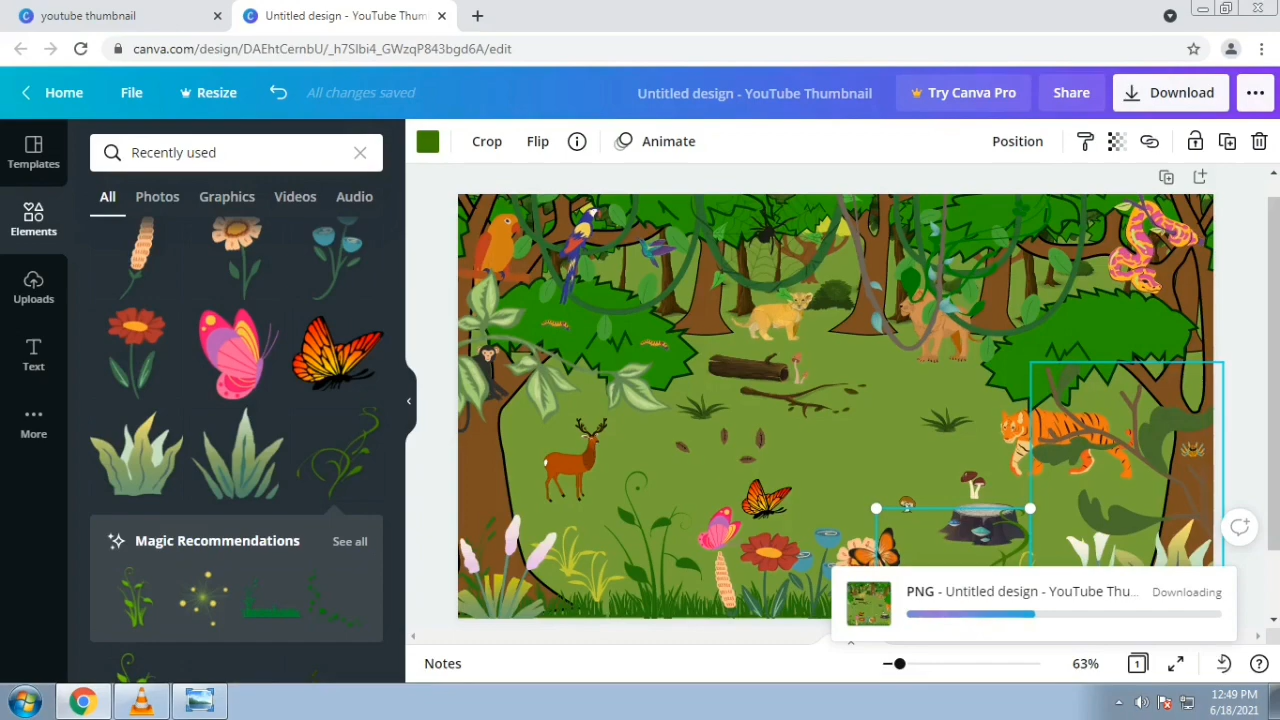 youtube thumbnail
Untitled design - YouTube Thum
canva.com/design/DAEhtCernbU/_h7Slbi4_GWzqP843bgd6A/edit
Home
File
Resize
All changes saved
Untitled design - YouTube Thumbnail
Try Canva Pro
Share
Download
Templates
Elements
Uploads
Text
More
Recently used
All
Photos
Graphics
Videos
Audio
Magic Recommendations
See all
Crop
Flip
Animate
Position
PNG - Untitled design - YouTube Thu...
Downloading
Notes
63%
1
12:49 PM
6/18/2021